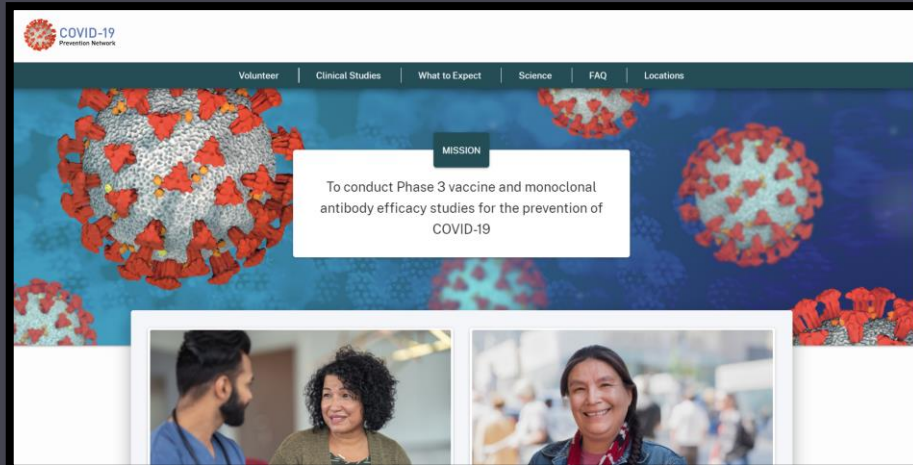 COVID-19
Prevention Network
Volunteer
Clinical Studies
What to Expect
Science
FAQ
Locations
MISSION
To conduct Phase 3 vaccine and monoclonal
antibody efficacy studies for the prevention of
COVID-19